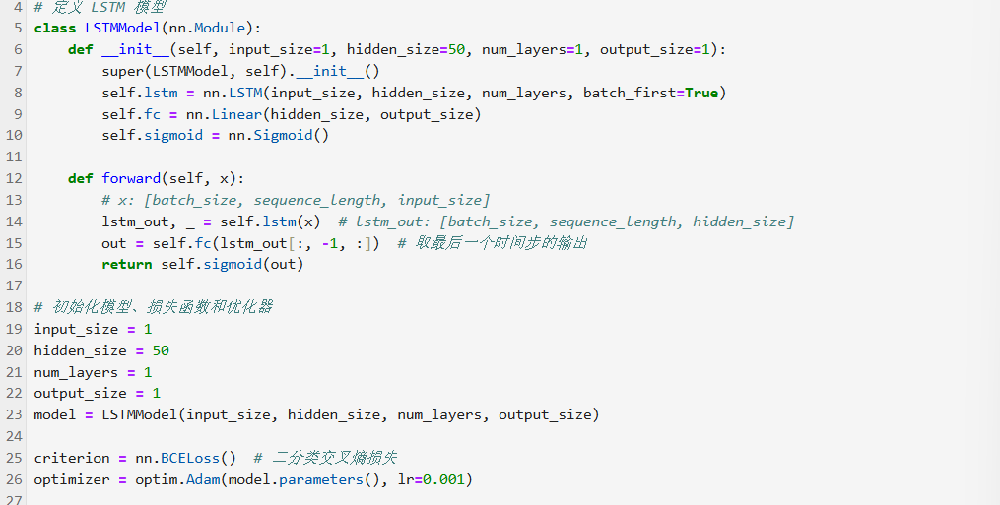 4 # 定义 LSTM 模型
5 class LSTMModel(nn.Module):
6     def __init__(self, input_size=1, hidden_size=50, num_layers=1, output_size=1):
7         super(LSTMModel, self).__init__()
8         self.lstm = nn.LSTM(input_size, hidden_size, num_layers, batch_first=True)
9         self.fc = nn.Linear(hidden_size, output_size)
10         self.sigmoid = nn.Sigmoid()
11
12     def forward(self, x):
13         # x: [batch_size, sequence_length, input_size]
14         lstm_out, _ = self.lstm(x)  # lstm_out: [batch_size, sequence_length, hidden_size]
15         out = self.fc(lstm_out[:, -1, :])  # 取最后一个时间步的输出
16         return self.sigmoid(out)
17
18 # 初始化模型、损失函数和优化器
19 input_size = 1
20 hidden_size = 50
21 num_layers = 1
22 output_size = 1
23 model = LSTMModel(input_size, hidden_size, num_layers, output_size)
24
25 criterion = nn.BCELoss()  # 二分类交叉熵损失
26 optimizer = optim.Adam(model.parameters(), lr=0.001)
27